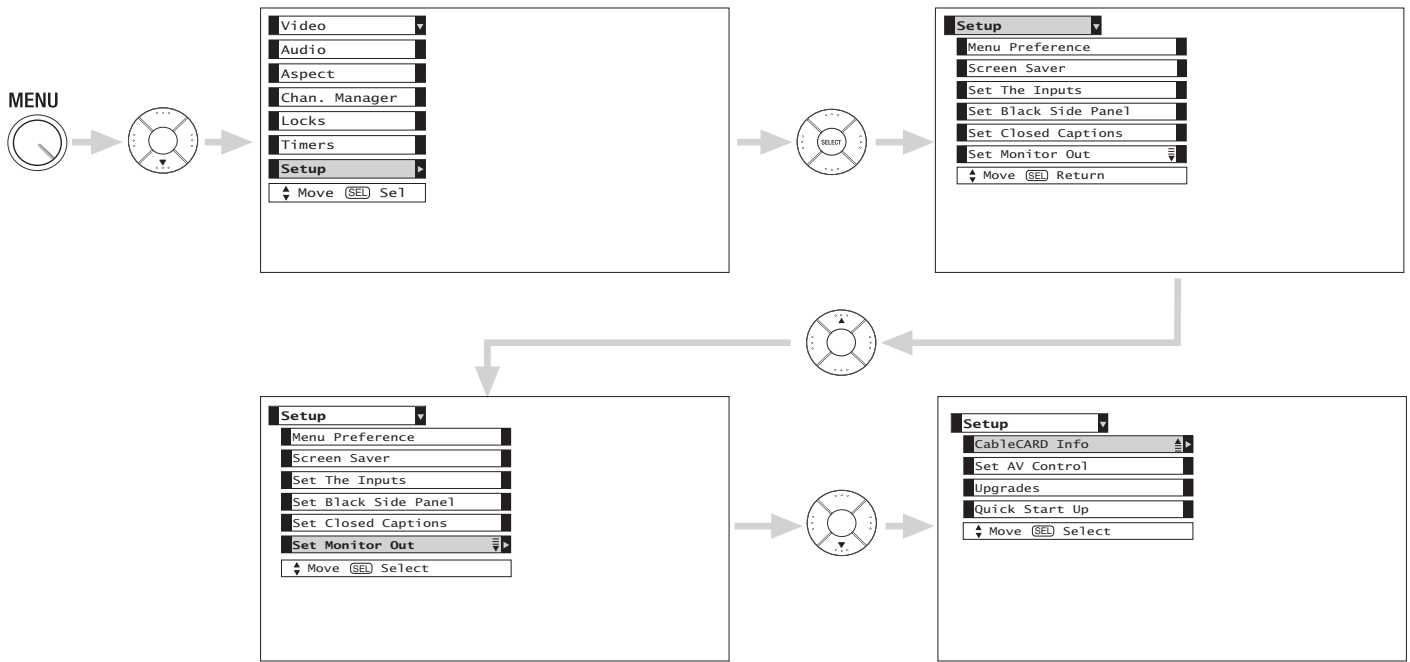 MENU
Video
Audio
Aspect
Chan. Manager
Locks
Timers
Setup
Move SEL Sel
SELECT
Setup
Menu Preference
Screen Saver
Set The Inputs
Set Black Side Panel
Set Closed Captions
Set Monitor Out
Move SEL Return
Setup
Menu Preference
Screen Saver
Set The Inputs
Set Black Side Panel
Set Closed Captions
Set Monitor Out
Move SEL Select
Setup
CableCARD Info
Set AV Control
Upgrades
Quick Start Up
Move SEL Select